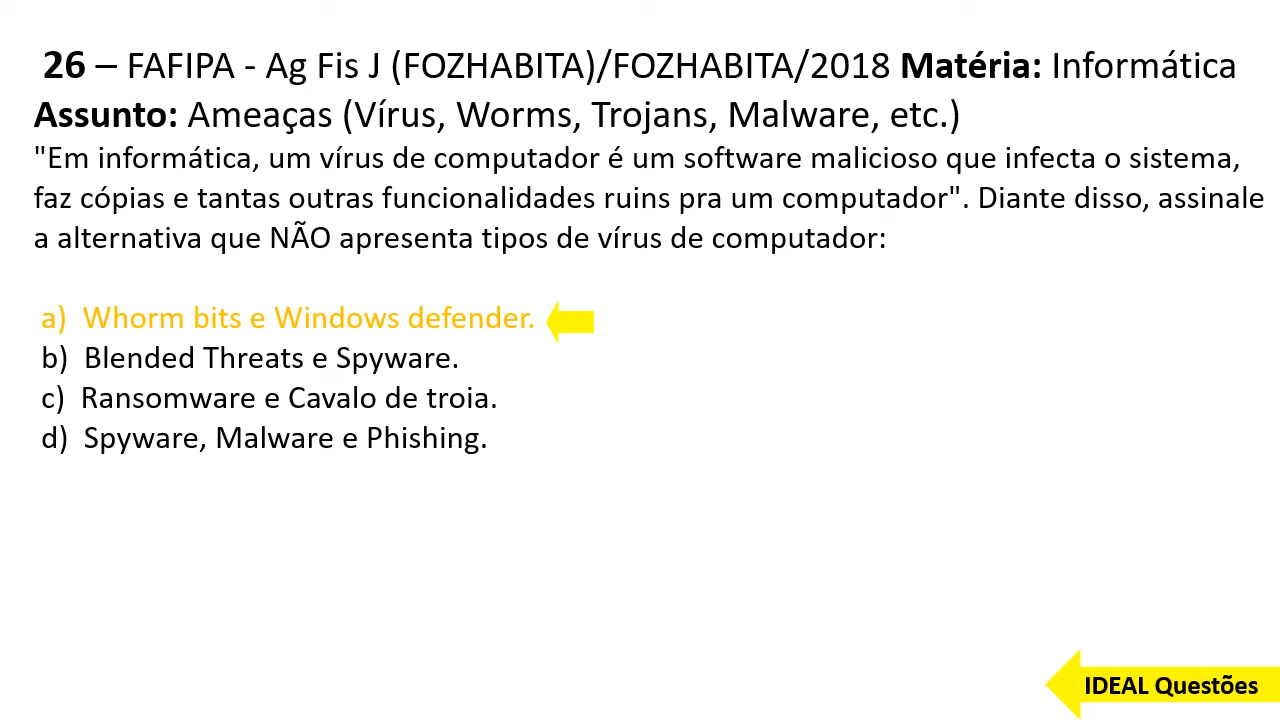 26 – FAFIPA - Ag Fis J (FOZHABITA)/FOZHABITA/2018 Matéria: Informática
Assunto: Ameaças (Vírus, Worms, Trojans, Malware, etc.)
"Em informática, um vírus de computador é um software malicioso que infecta o sistema,
faz cópias e tantas outras funcionalidades ruins pra um computador". Diante disso, assinale
a alternativa que NÃO apresenta tipos de vírus de computador:
a) Whorm bits e Windows defender.
b) Blended Threats e Spyware.
c) Ransomware e Cavalo de troia.
d) Spyware, Malware e Phishing.
IDEAL Questões